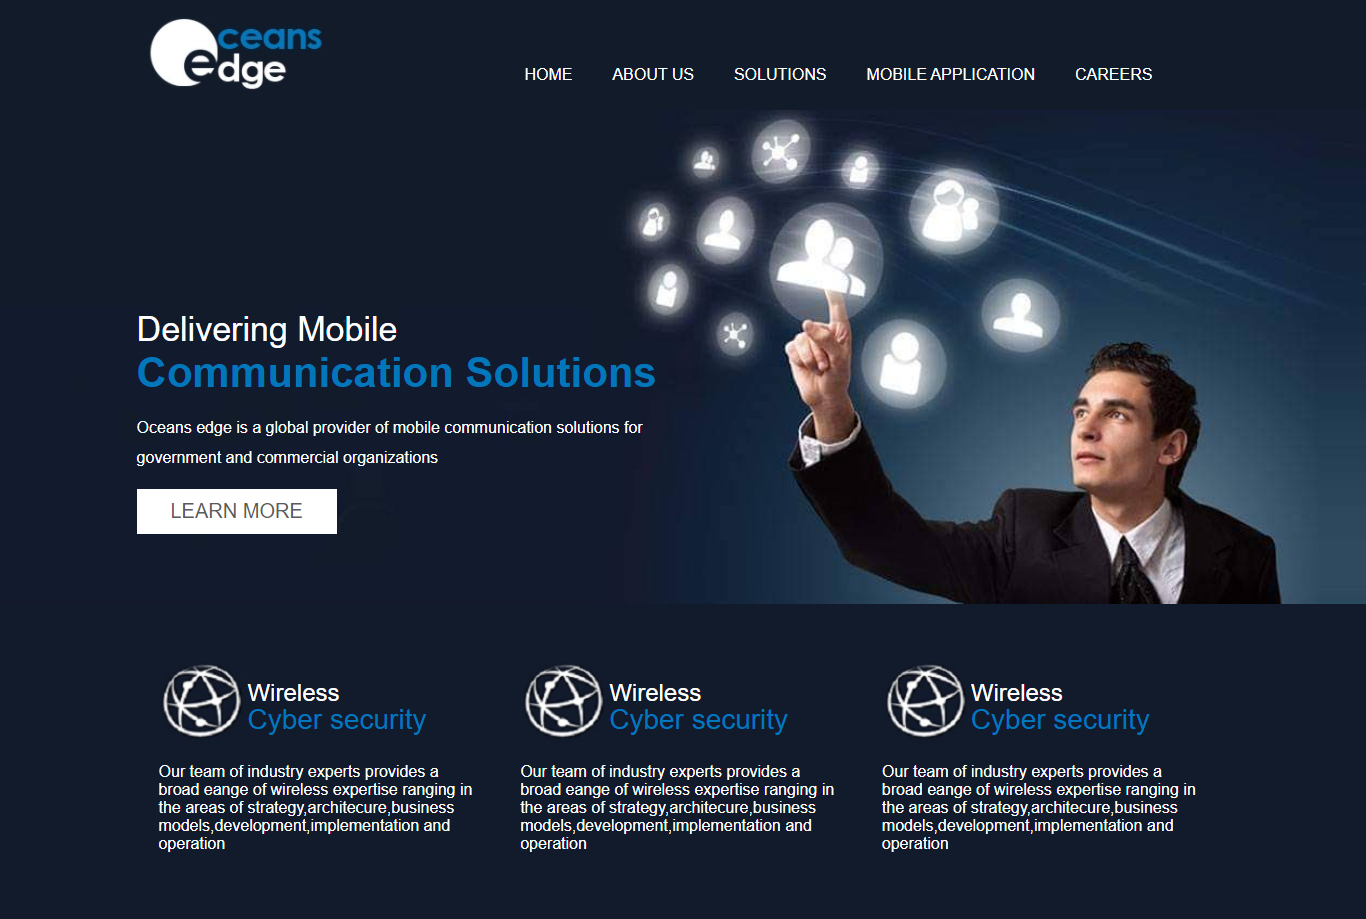 Oceans
edge
HOME ABOUT US SOLUTIONS MOBILE APPLICATION CAREERS
Delivering Mobile
Communication Solutions
Oceans edge is a global provider of mobile communication solutions for
government and commercial organizations
LEARN MORE
Wireless
Cyber security
Our team of industry experts provides a
broad eange of wireless expertise ranging in
the areas of strategy,architecure,business
models,development,implementation and
operation
Wireless
Cyber security
Our team of industry experts provides a
broad eange of wireless expertise ranging in
the areas of strategy,architecure,business
models,development,implementation and
operation
Wireless
Cyber security
Our team of industry experts provides a
broad eange of wireless expertise ranging in
the areas of strategy,architecure,business
models,development,implementation and
operation